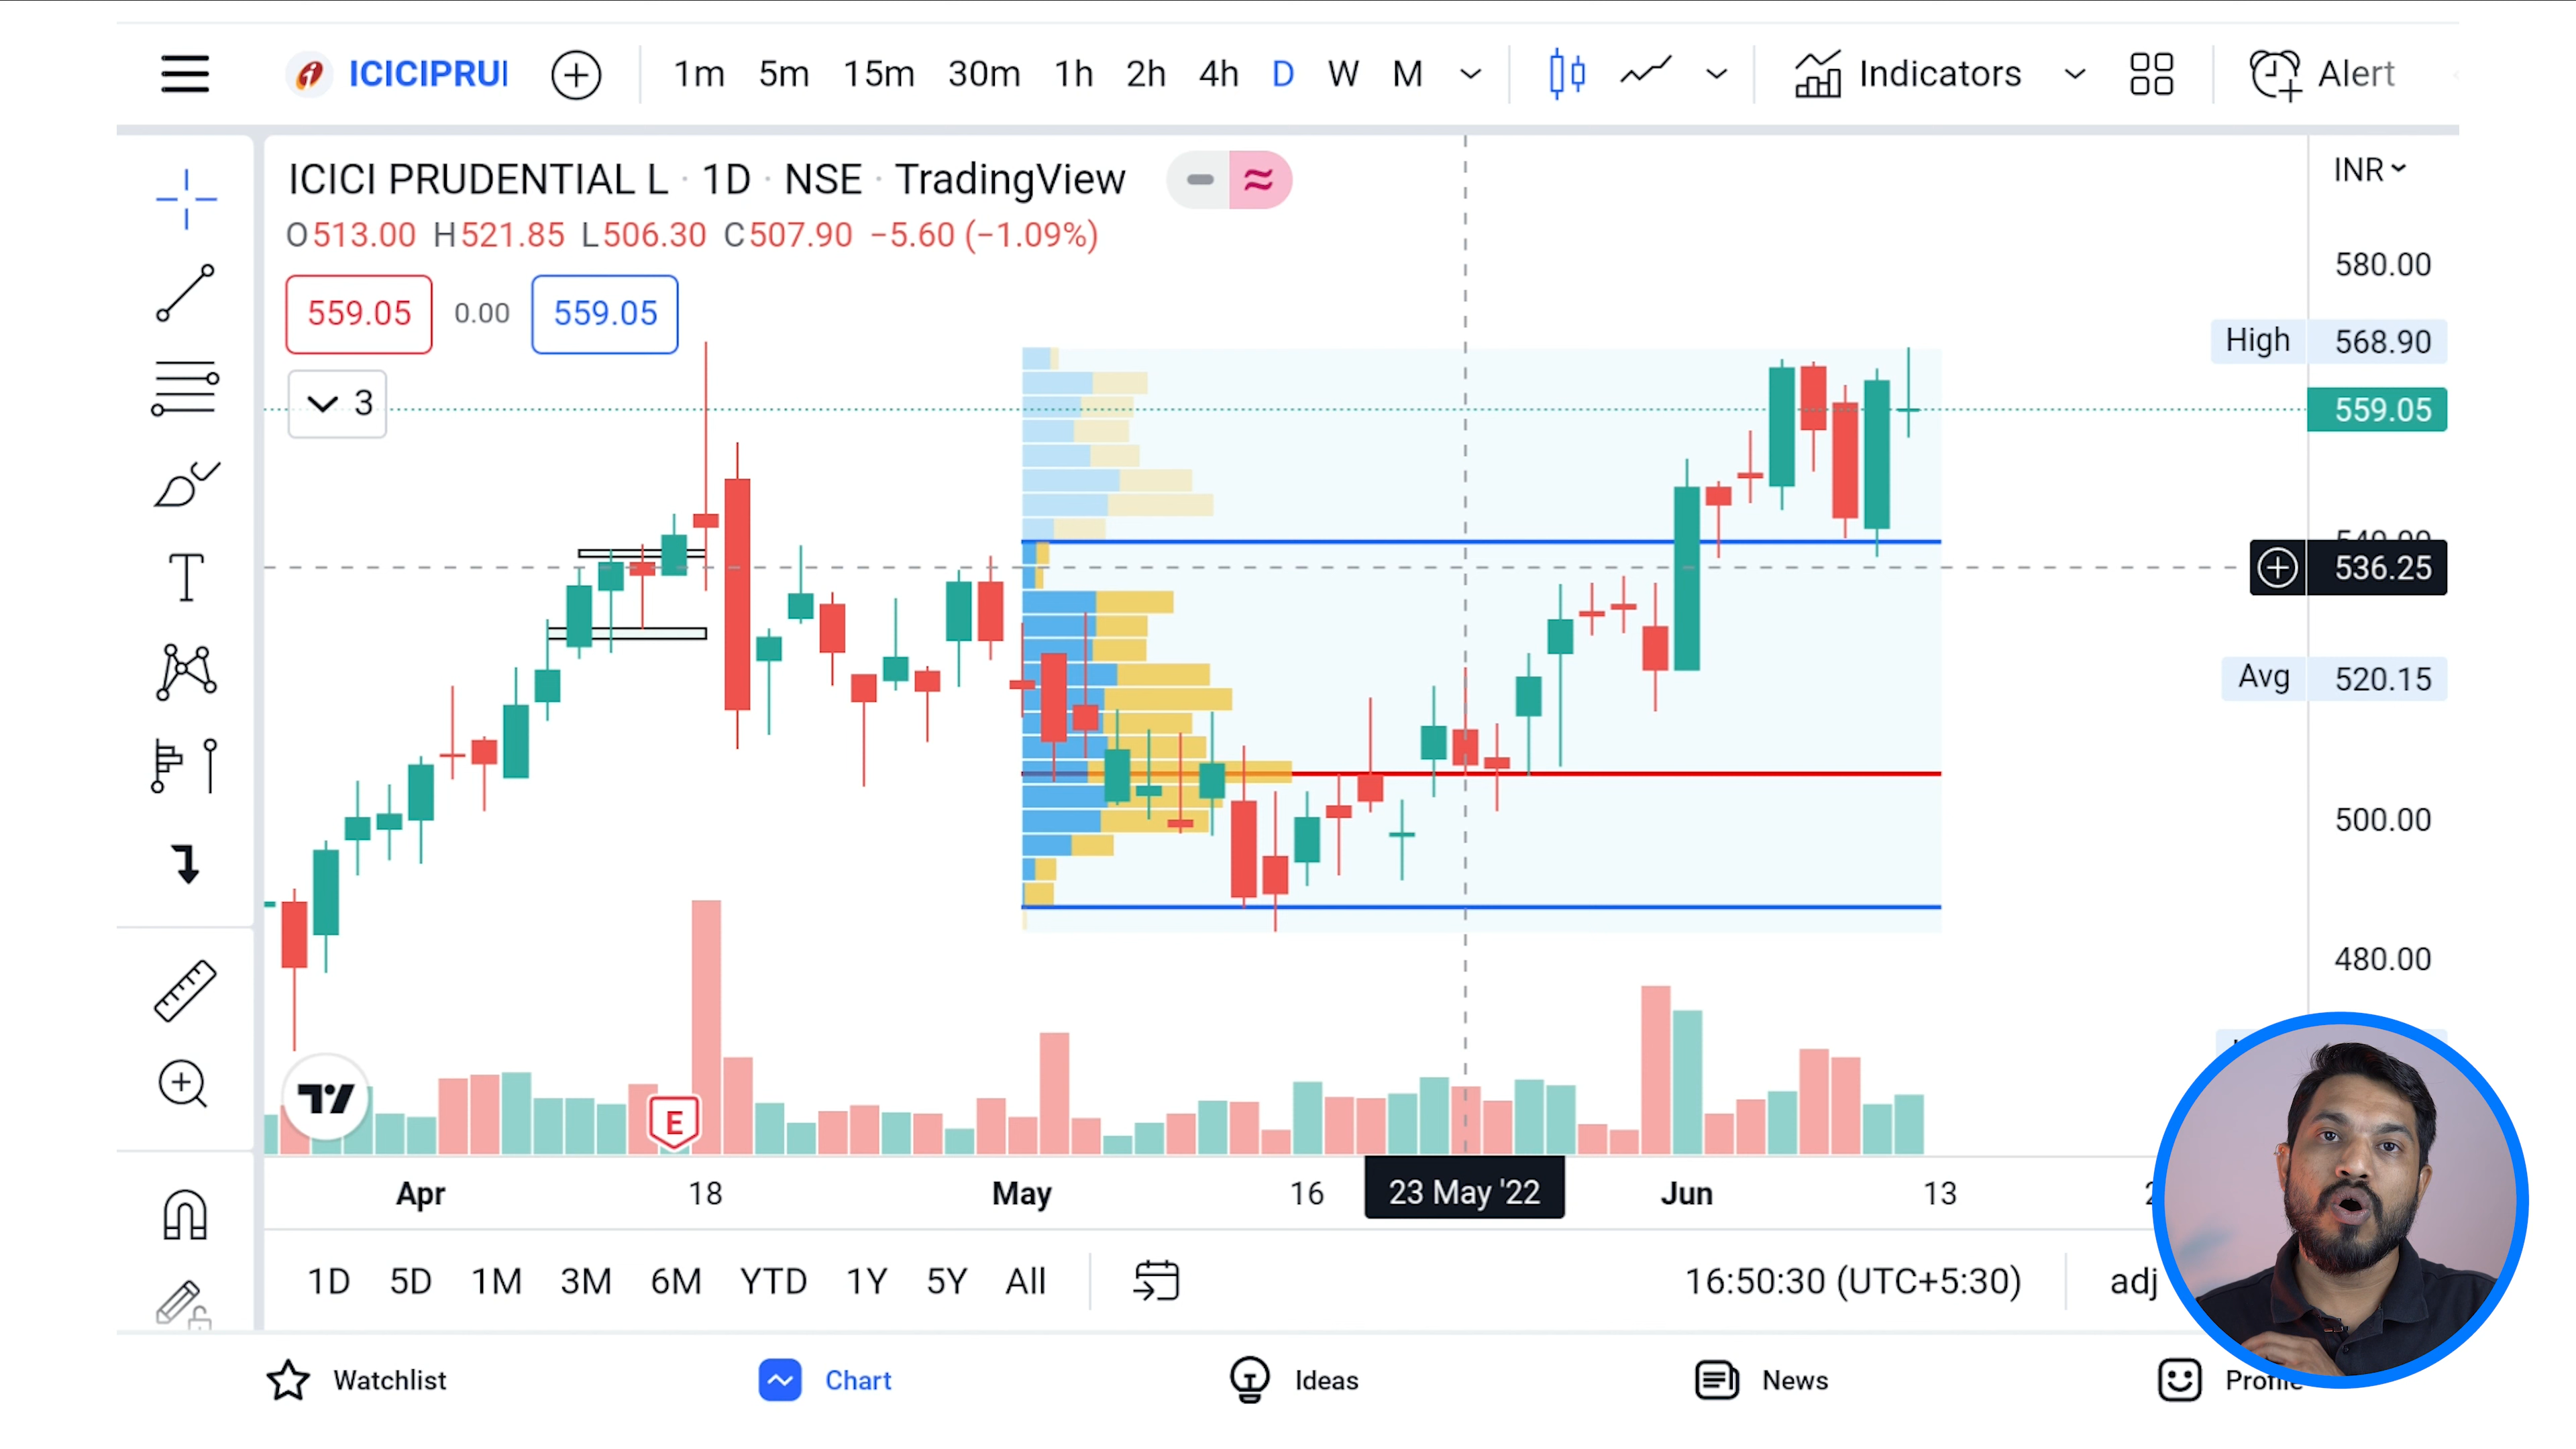 ICICIPRUI 1m 5m 15m 30m 1h 2h 4h D W M Indicators Alert
ICICI PRUDENTIAL L · 1D · NSE · TradingView
INR
O513.00 H521.85 L506.30 C507.90 −5.60 (−1.09%)
580.00
559.05 0.00 559.05
High 568.90
3
559.05
540.00
536.25
Avg 520.15
500.00
480.00
E
Apr 18 May 16 23 May '22 Jun 13
1D 5D 1M 3M 6M YTD 1Y 5Y All 16:50:30 (UTC+5:30) adj
Watchlist Chart Ideas News Profile